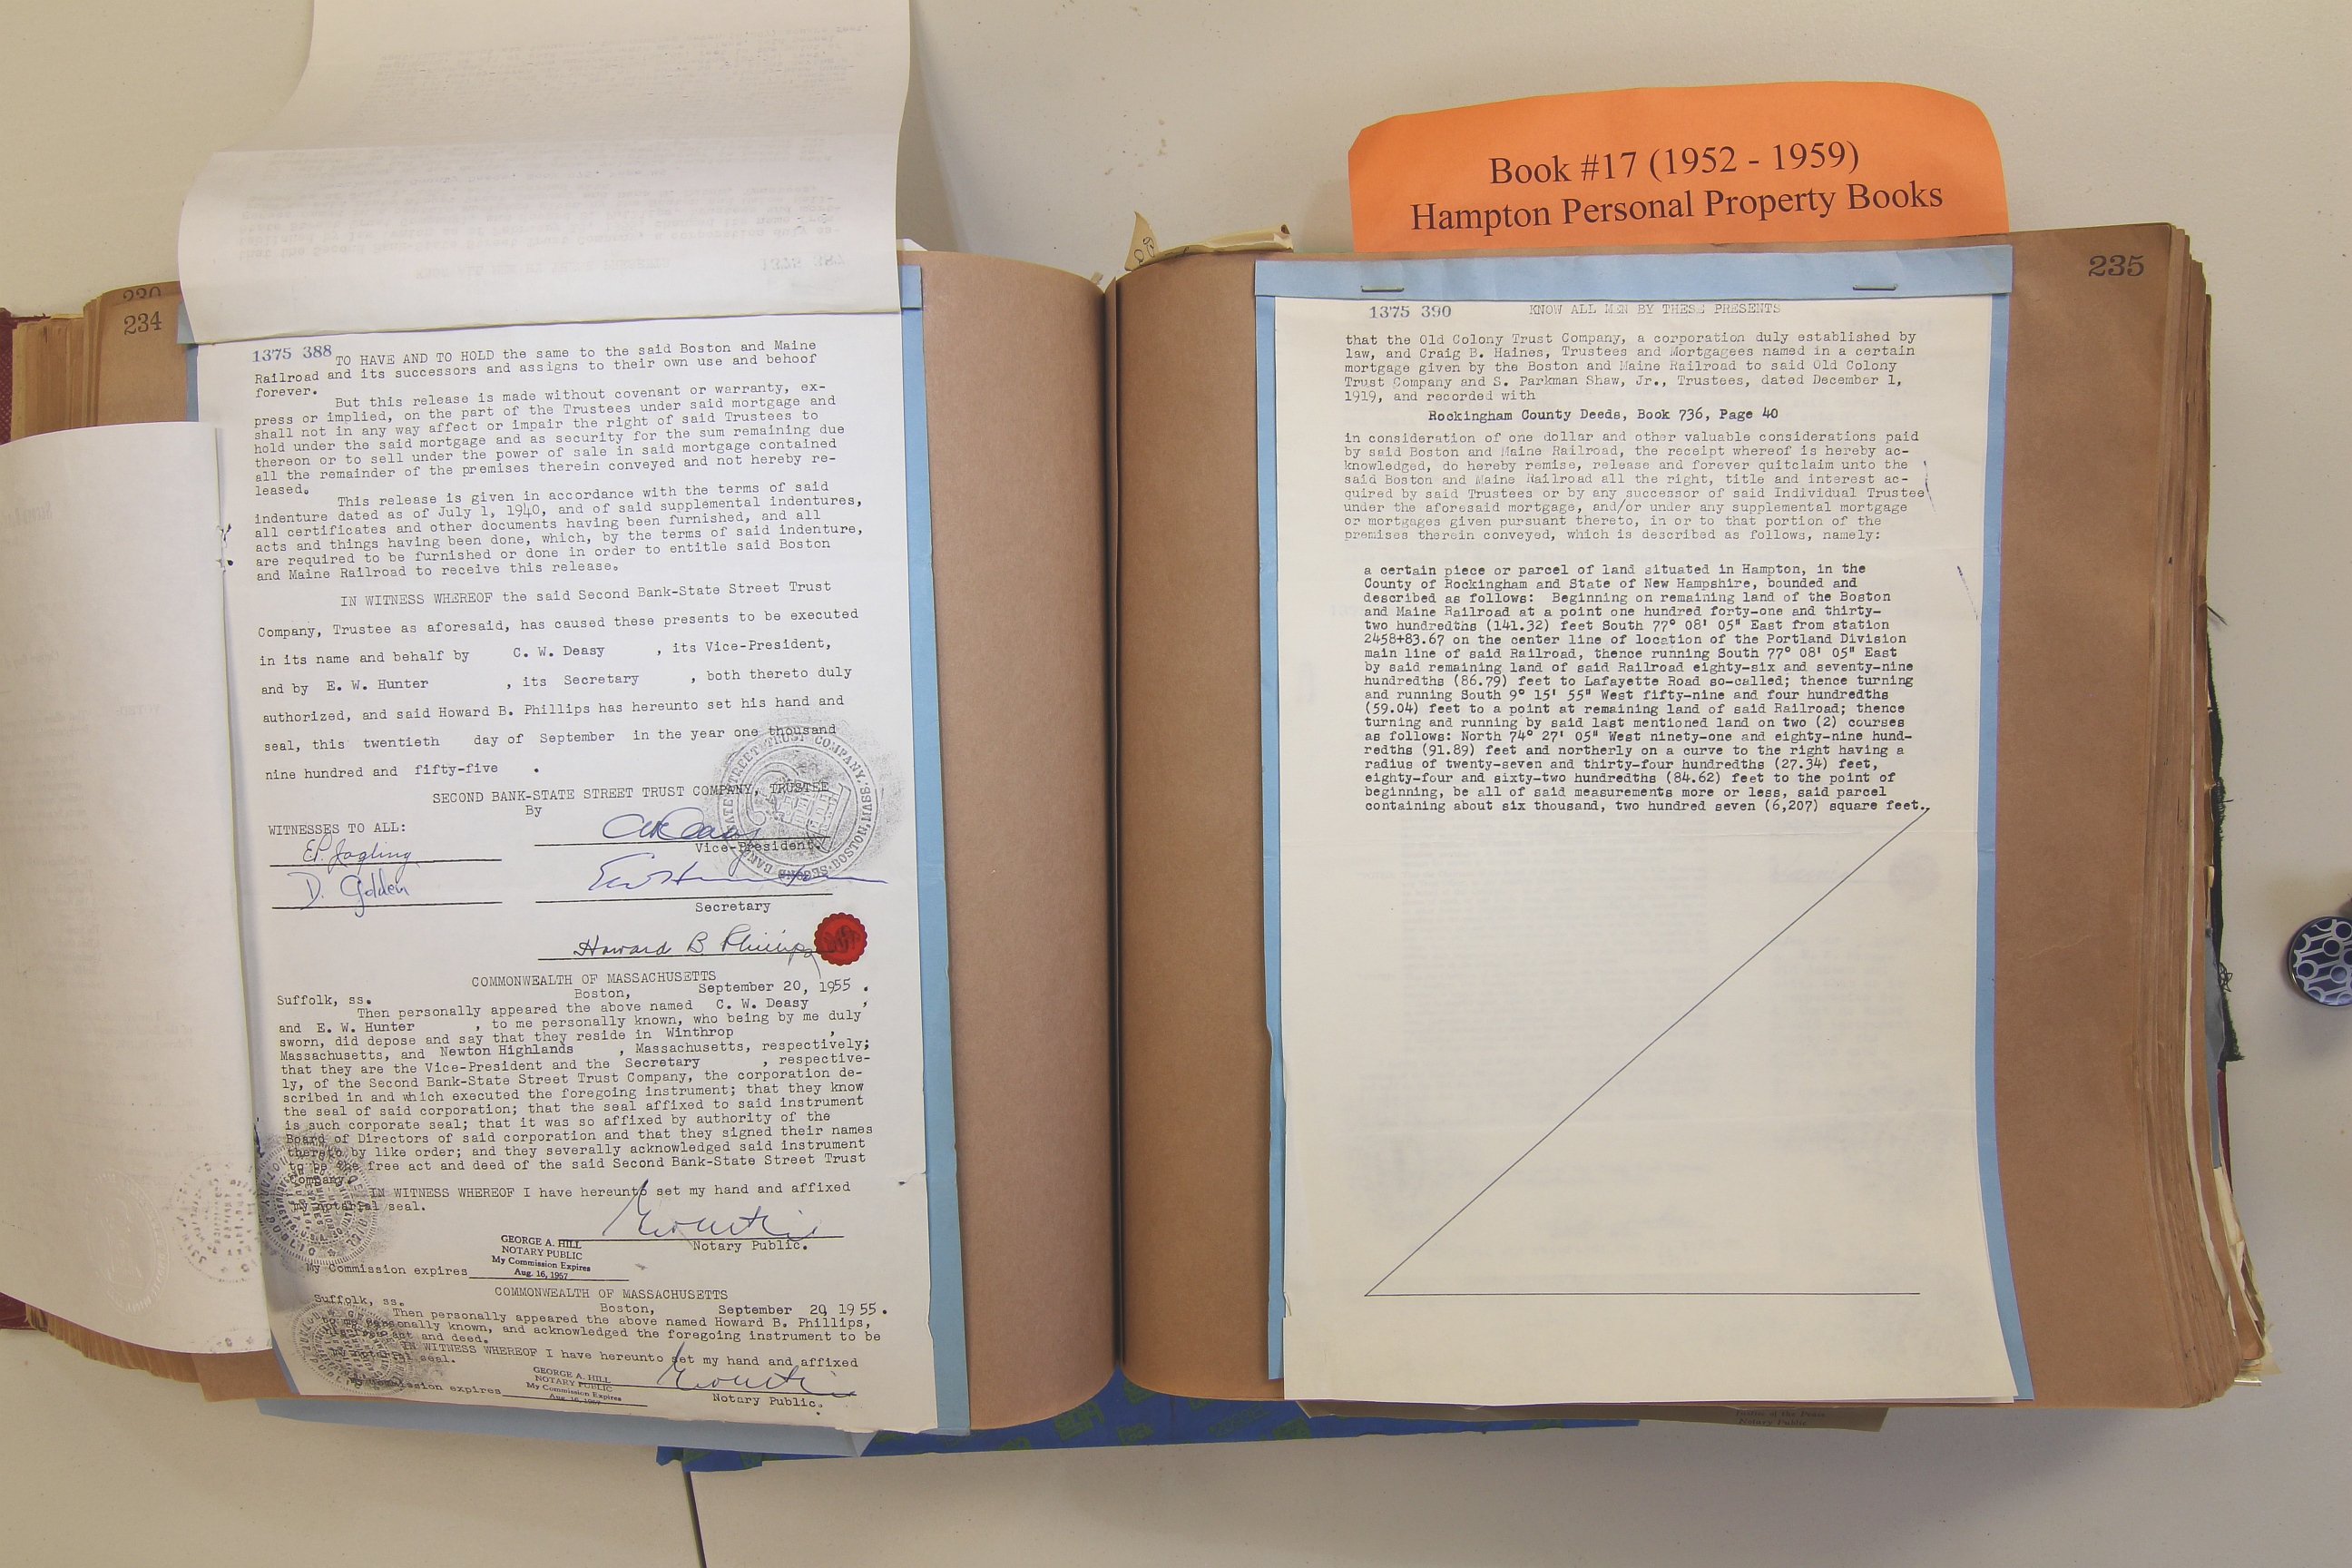 Book #17 (1952 - 1959)
Hampton Personal Property Books
234
1375 388
TO HAVE AND TO HOLD the same to the said Boston and Maine
Railroad and its successors and assigns to their own use and behoof
forever.
But this release is made without covenant or warranty, ex-
press or implied, on the part of the Trustees under said mortgage and
shall not in any way affect or impair the right of said Trustees to
hold under the said mortgage and as security for the sum remaining due
thereon or to sell under the power of sale in said mortgage contained
all the remainder of the premises therein conveyed and not hereby re-
leased.
This release is given in accordance with the terms of said
indenture dated as of July 1, 1940, and of said supplemental indentures,
all certificates and other documents having been furnished, and all
acts and things having been done, which, by the terms of said indenture,
are required to be furnished or done in order to entitle said Boston
and Maine Railroad to receive this release.
IN WITNESS WHEREOF the said Second Bank-State Street Trust
Company, Trustee as aforesaid, has caused these presents to be executed
in its name and behalf by C. W. Deasy , its Vice-President,
and by E. W. Hunter , its Secretary , both thereto duly
authorized, and said Howard B. Phillips has hereunto set his hand and
seal, this twentieth day of September in the year one thousand
nine hundred and fifty-five .
SECOND BANK-STATE STREET TRUST COMPANY, TRUSTEE
By
WITNESSES TO ALL:
Vice-President.
D. Golden
Secretary
Howard B. Phillips
COMMONWEALTH OF MASSACHUSETTS
Suffolk, ss. Boston, September 20, 1955 .
Then personally appeared the above named C. W. Deasy ,
and E. W. Hunter , to me personally known, who being by me duly
sworn, did depose and say that they reside in Winthrop ,
Massachusetts, and Newton Highlands , Massachusetts, respectively;
that they are the Vice-President and the Secretary , respective-
ly, of the Second Bank-State Street Trust Company, the corporation de-
scribed in and which executed the foregoing instrument; that they know
the seal of said corporation; that the seal affixed to said instrument
is such corporate seal; that it was so affixed by authority of the
Board of Directors of said corporation and that they signed their names
thereto by like order; and they severally acknowledged said instrument
to be the free act and deed of the said Second Bank-State Street Trust
Company.
IN WITNESS WHEREOF I have hereunto set my hand and affixed
my notarial seal.
Notary Public.
GEORGE A. HILL
NOTARY PUBLIC
My Commission Expires
Aug. 16, 1957
My Commission expires
COMMONWEALTH OF MASSACHUSETTS
Suffolk, ss. Boston, September 20, 1955.
Then personally appeared the above named Howard B. Phillips,
to me personally known, and acknowledged the foregoing instrument to be
his free act and deed.
IN WITNESS WHEREOF I have hereunto set my hand and affixed
my notarial seal.
GEORGE A. HILL
NOTARY PUBLIC
My Commission Expires
Aug. 16, 1957
Commission expires
Notary Public.
235
1375 390
KNOW ALL MEN BY THESE PRESENTS
that the Old Colony Trust Company, a corporation duly established by
law, and Craig B. Haines, Trustees and Mortgagees named in a certain
mortgage given by the Boston and Maine Railroad to said Old Colony
Trust Company and S. Parkman Shaw, Jr., Trustees, dated December 1,
1919, and recorded with
Rockingham County Deeds, Book 736, Page 40
in consideration of one dollar and other valuable considerations paid
by said Boston and Maine Railroad, the receipt whereof is hereby ac-
knowledged, do hereby remise, release and forever quitclaim unto the
said Boston and Maine Railroad all the right, title and interest ac-
quired by said Trustees or by any successor of said Individual Trustee
under the aforesaid mortgage, and/or under any supplemental mortgage
or mortgages given pursuant thereto, in or to that portion of the
premises therein conveyed, which is described as follows, namely:
a certain piece or parcel of land situated in Hampton, in the
County of Rockingham and State of New Hampshire, bounded and
described as follows: Beginning on remaining land of the Boston
and Maine Railroad at a point one hundred forty-one and thirty-
two hundredths (141.32) feet South 77° 08' 05" East from station
2458+83.67 on the center line of location of the Portland Division
main line of said Railroad, thence running South 77° 08' 05" East
by said remaining land of said Railroad eighty-six and seventy-nine
hundredths (86.79) feet to Lafayette Road so-called; thence turning
and running South 9° 15' 55" West fifty-nine and four hundredths
(59.04) feet to a point at remaining land of said Railroad; thence
turning and running by said last mentioned land on two (2) courses
as follows: North 74° 27' 05" West ninety-one and eighty-nine hund-
redths (91.89) feet and northerly on a curve to the right having a
radius of twenty-seven and thirty-four hundredths (27.34) feet,
eighty-four and sixty-two hundredths (84.62) feet to the point of
beginning, be all of said measurements more or less, said parcel
containing about six thousand, two hundred seven (6,207) square feet.